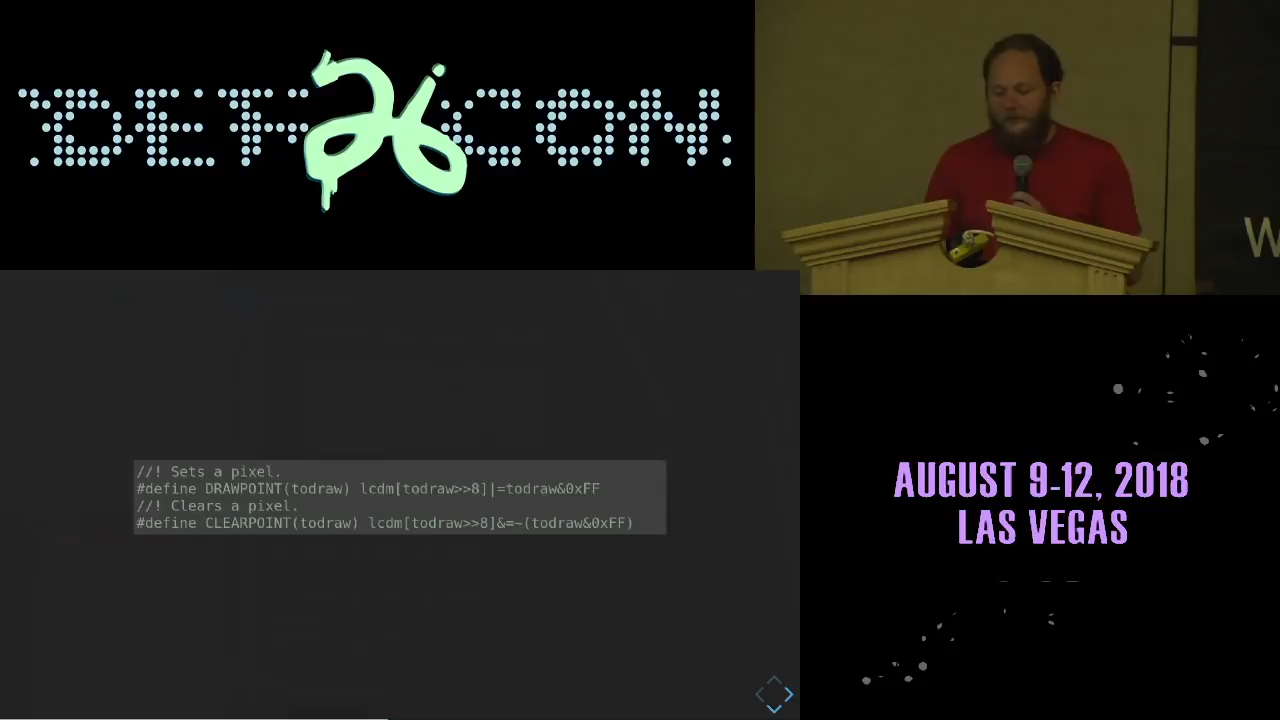 DEF 26 CON
W
//! Sets a pixel.
#define DRAWPOINT(todraw) lcdm[todraw>>8]|=todraw&0xFF
//! Clears a pixel.
#define CLEARPOINT(todraw) lcdm[todraw>>8]&=~(todraw&0xFF)
AUGUST 9-12, 2018
LAS VEGAS